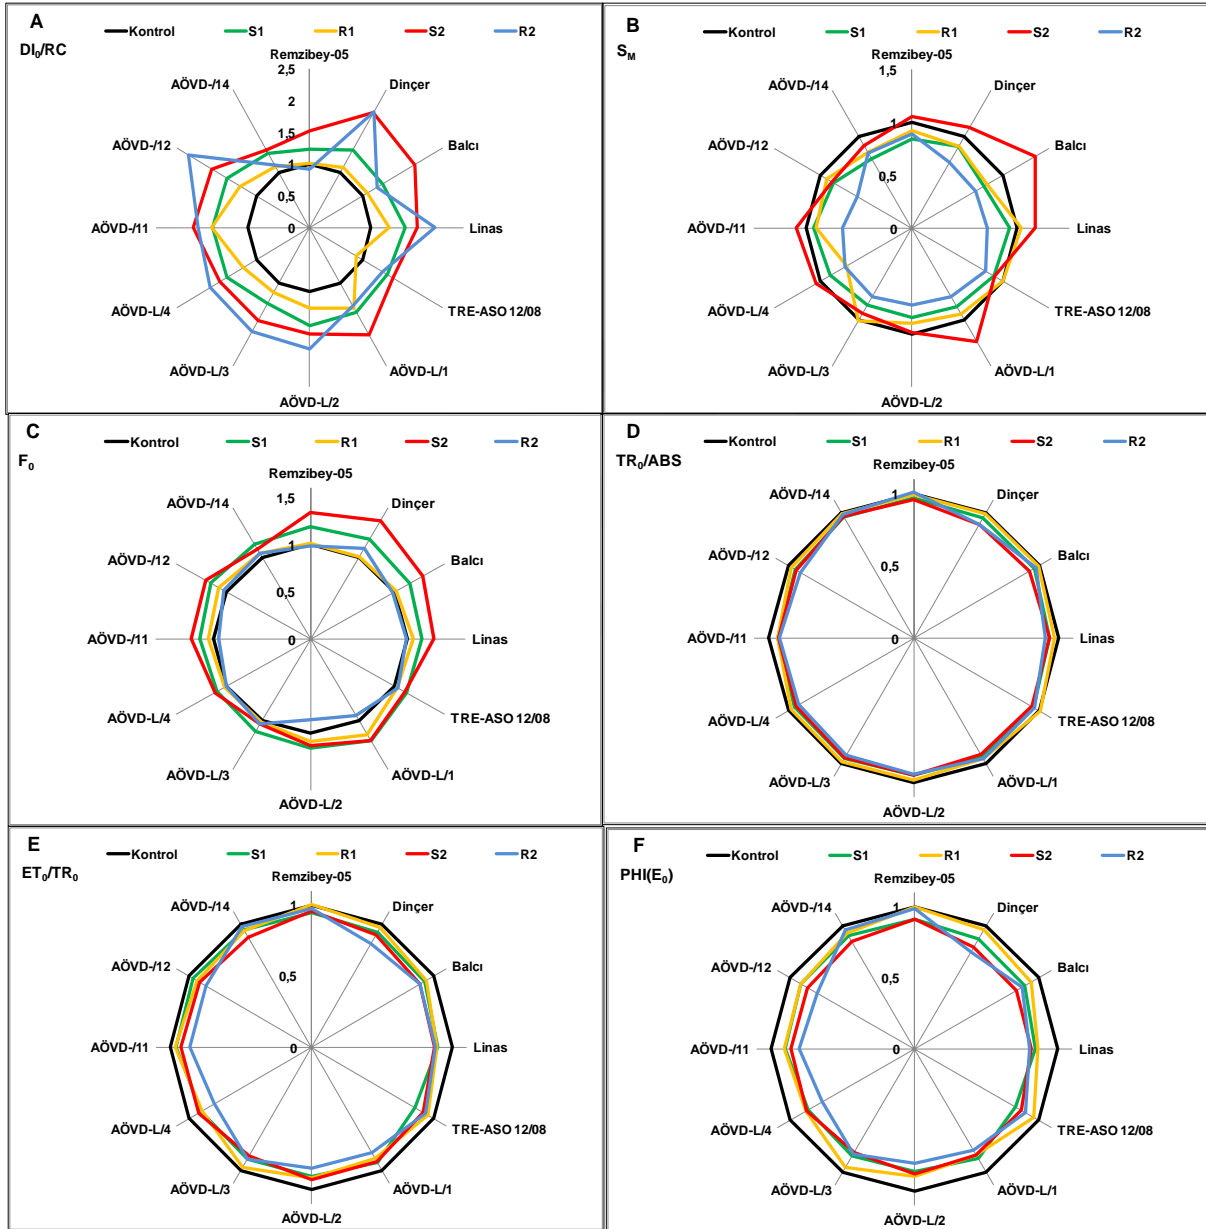 A
Kontrol S1 R1 S2 R2
DI₀/RC
Remzibey-05
Dinçer
Balcı
Linas
TRE-ASO 12/08
AÖVD-L/1
AÖVD-L/2
AÖVD-L/3
AÖVD-L/4
AÖVD-/11
AÖVD-/12
AÖVD-/14
2,5
2
1,5
1
0,5
0
B
Kontrol S1 R1 S2 R2
S_M
Remzibey-05
Dinçer
Balcı
Linas
TRE-ASO 12/08
AÖVD-L/1
AÖVD-L/2
AÖVD-L/3
AÖVD-L/4
AÖVD-/11
AÖVD-/12
AÖVD-/14
1,5
1
0,5
0
C
Kontrol S1 R1 S2 R2
F₀
Remzibey-05
Dinçer
Balcı
Linas
TRE-ASO 12/08
AÖVD-L/1
AÖVD-L/2
AÖVD-L/3
AÖVD-L/4
AÖVD-/11
AÖVD-/12
AÖVD-/14
1,5
1
0,5
0
D
Kontrol S1 R1 S2 R2
TR₀/ABS
Remzibey-05
Dinçer
Balcı
Linas
TRE-ASO 12/08
AÖVD-L/1
AÖVD-L/2
AÖVD-L/3
AÖVD-L/4
AÖVD-/11
AÖVD-/12
AÖVD-/14
1
0,5
0
E
Kontrol S1 R1 S2 R2
ET₀/TR₀
Remzibey-05
Dinçer
Balcı
Linas
TRE-ASO 12/08
AÖVD-L/1
AÖVD-L/2
AÖVD-L/3
AÖVD-L/4
AÖVD-/11
AÖVD-/12
AÖVD-/14
1
0,5
0
F
Kontrol S1 R1 S2 R2
PHI(E₀)
Remzibey-05
Dinçer
Balcı
Linas
TRE-ASO 12/08
AÖVD-L/1
AÖVD-L/2
AÖVD-L/3
AÖVD-L/4
AÖVD-/11
AÖVD-/12
AÖVD-/14
1
0,5
0